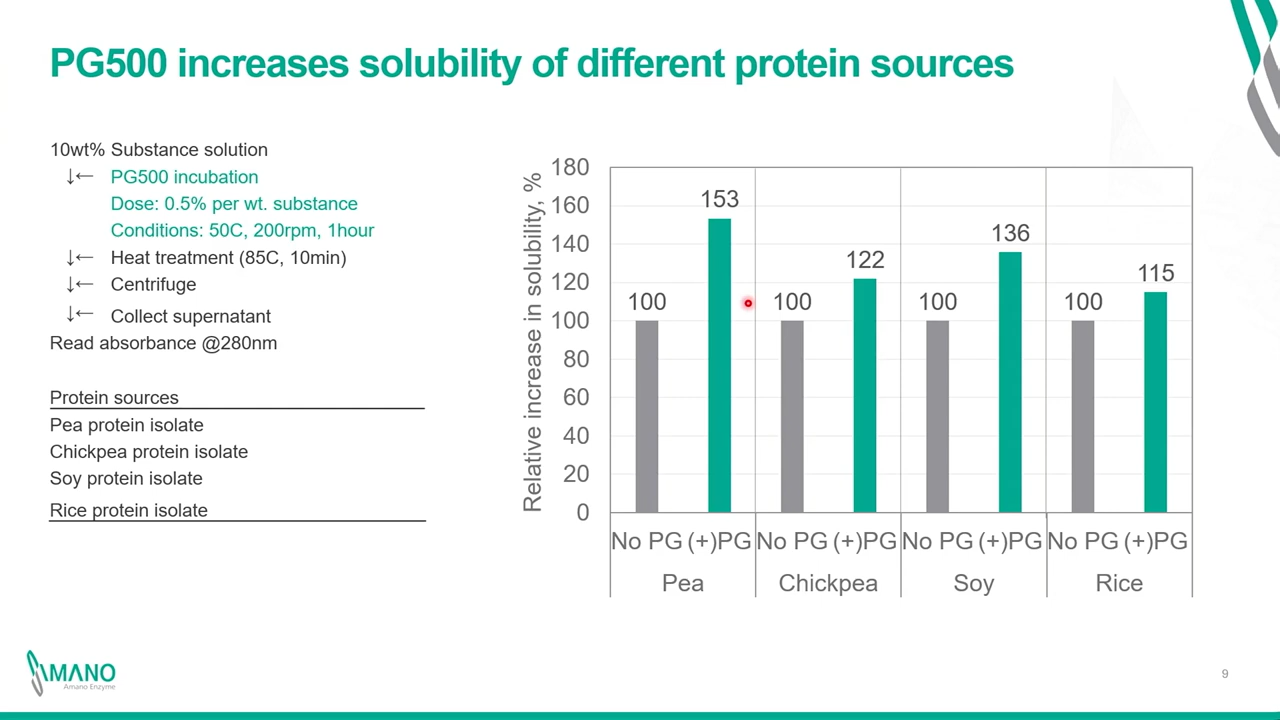 PG500 increases solubility of different protein sources
10wt% Substance solution
↓← PG500 incubation
Dose: 0.5% per wt. substance
Conditions: 50C, 200rpm, 1hour
↓← Heat treatment (85C, 10min)
↓← Centrifuge
↓← Collect supernatant
Read absorbance @280nm
Protein sources
Pea protein isolate
Chickpea protein isolate
Soy protein isolate
Rice protein isolate
Relative increase in solubility, %
180
160
140
120
100
80
60
40
20
0
100 153 100 122 100 136 100 115
No PG (+)PG No PG (+)PG No PG (+)PG No PG (+)PG
Pea Chickpea Soy Rice
AMANO
Amano Enzyme
9